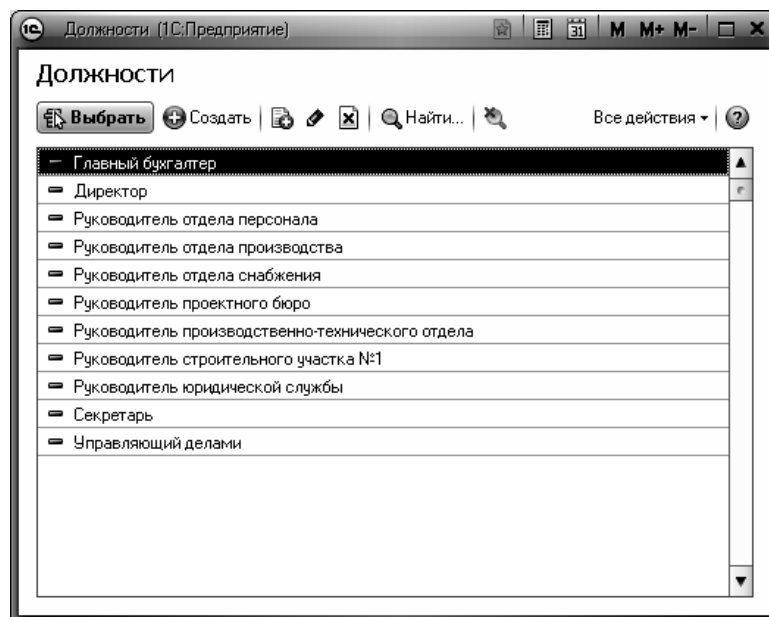 1С Должности (1С:Предприятие) 31 M M+ M-
Должности
Выбрать Создать Найти... Все действия ?
Главный бухгалтер
Директор
Руководитель отдела персонала
Руководитель отдела производства
Руководитель отдела снабжения
Руководитель проектного бюро
Руководитель производственно-технического отдела
Руководитель строительного участка №1
Руководитель юридической службы
Секретарь
Управляющий делами